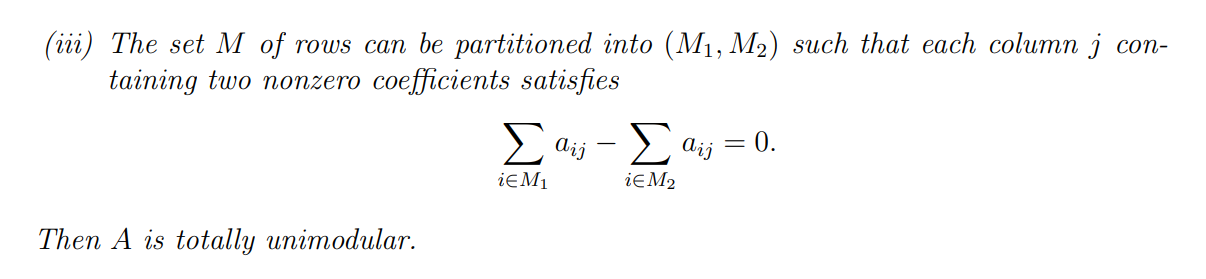 (iii) The set M of rows can be partitioned into (M₁, M₂) such that each column j con-
taining two nonzero coefficients satisfies
∑_{i∈M₁} a_{ij} − ∑_{i∈M₂} a_{ij} = 0.
Then A is totally unimodular.